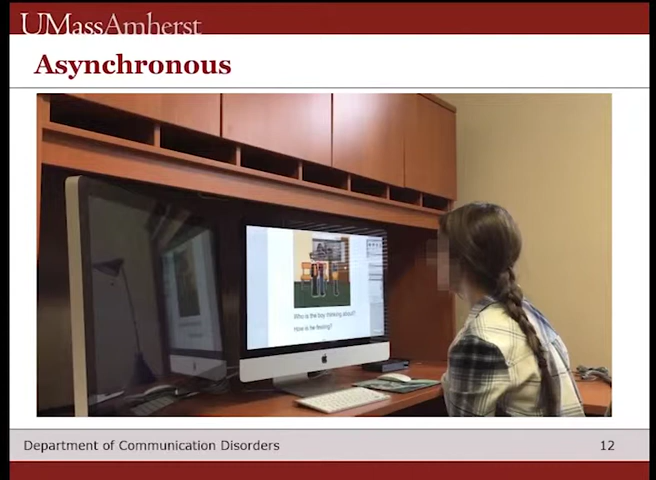 UMassAmherst
Asynchronous
Who is the boy thinking about?
How is he feeling?
Department of Communication Disorders
12